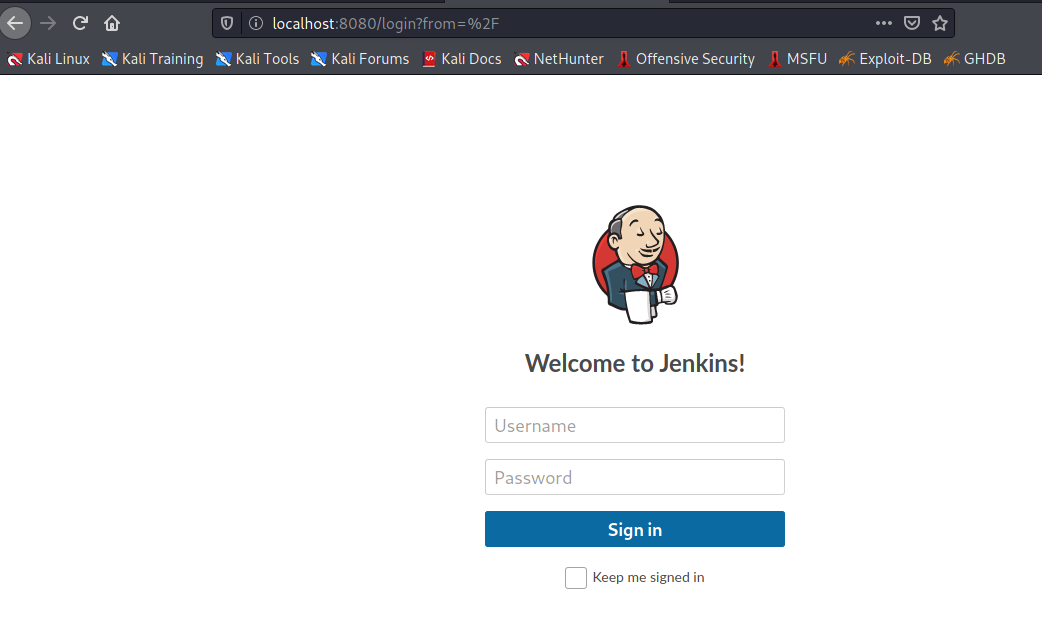 localhost:8080/login?from=%2F
Kali Linux Kali Training Kali Tools Kali Forums Kali Docs NetHunter Offensive Security MSFU Exploit-DB GHDB
Welcome to Jenkins!
Username
Password
Sign in
Keep me signed in